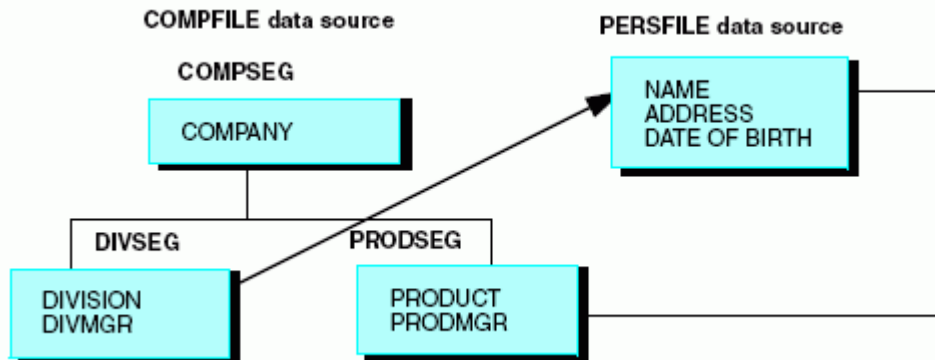 COMPFILE data source
PERSFILE data source
COMPSEG
COMPANY
NAME
ADDRESS
DATE OF BIRTH
DIVSEG
PRODSEG
DIVISION
DIVMGR
PRODUCT
PRODMGR